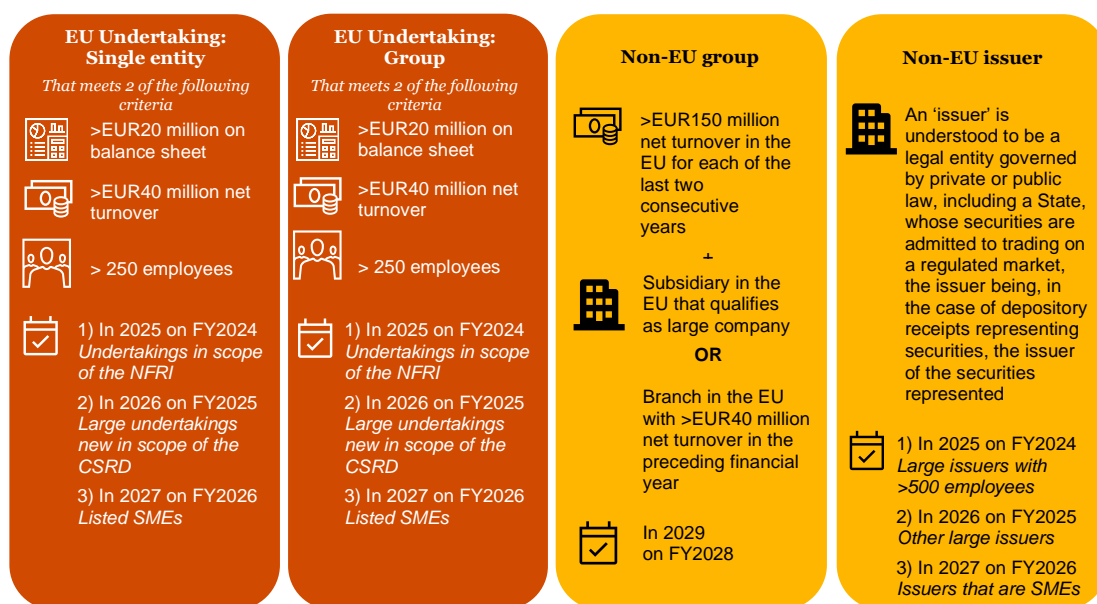 EU Undertaking:
Single entity
That meets 2 of the following
criteria
>EUR20 million on
balance sheet
>EUR40 million net
turnover
> 250 employees
1) In 2025 on FY2024
Undertakings in scope
of the NFRI
2) In 2026 on FY2025
Large undertakings
new in scope of the
CSRD
3) In 2027 on FY2026
Listed SMEs
EU Undertaking:
Group
That meets 2 of the following
criteria
>EUR20 million on
balance sheet
>EUR40 million net
turnover
> 250 employees
1) In 2025 on FY2024
Undertakings in scope
of the NFRI
2) In 2026 on FY2025
Large undertakings
new in scope of the
CSRD
3) In 2027 on FY2026
Listed SMEs
Non-EU group
>EUR150 million
net turnover in the
EU for each of the
last two
consecutive
years
+
Subsidiary in the
EU that qualifies
as large company
OR
Branch in the EU
with >EUR40 million
net turnover in the
preceding financial
year
In 2029
on FY2028
Non-EU issuer
An ‘issuer’ is
understood to be a
legal entity governed
by private or public
law, including a State,
whose securities are
admitted to trading on
a regulated market,
the issuer being, in
the case of depository
receipts representing
securities, the issuer
of the securities
represented
1) In 2025 on FY2024
Large issuers with
>500 employees
2) In 2026 on FY2025
Other large issuers
3) In 2027 on FY2026
Issuers that are SMEs